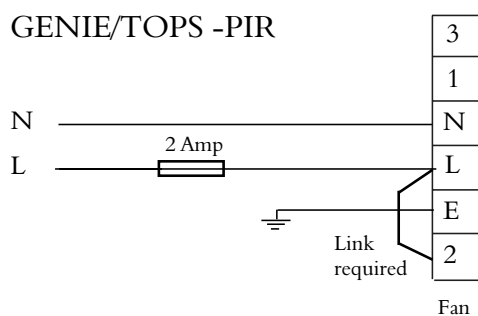 GENIE/TOPS -PIR
3
1
N
N
2 Amp
L
L
E
Link
required
2
Fan